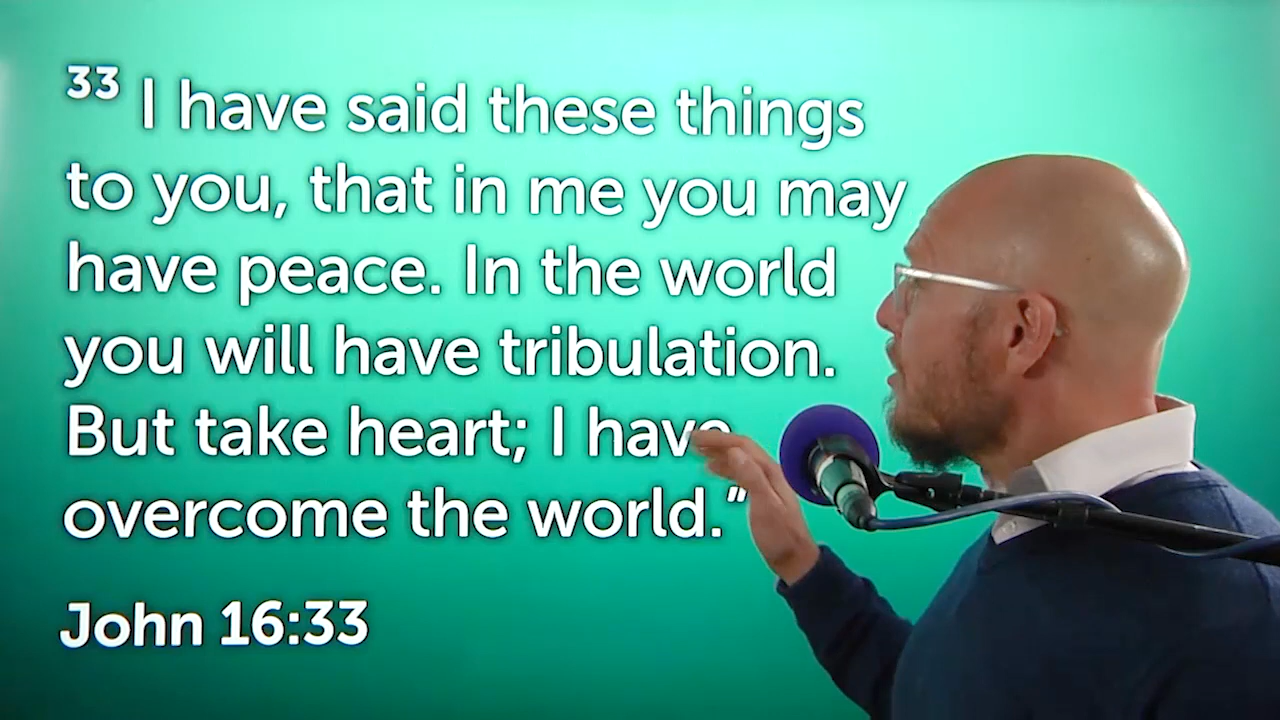 33 I have said these things
to you, that in me you may
have peace. In the world
you will have tribulation.
But take heart; I have
overcome the world.”
John 16:33